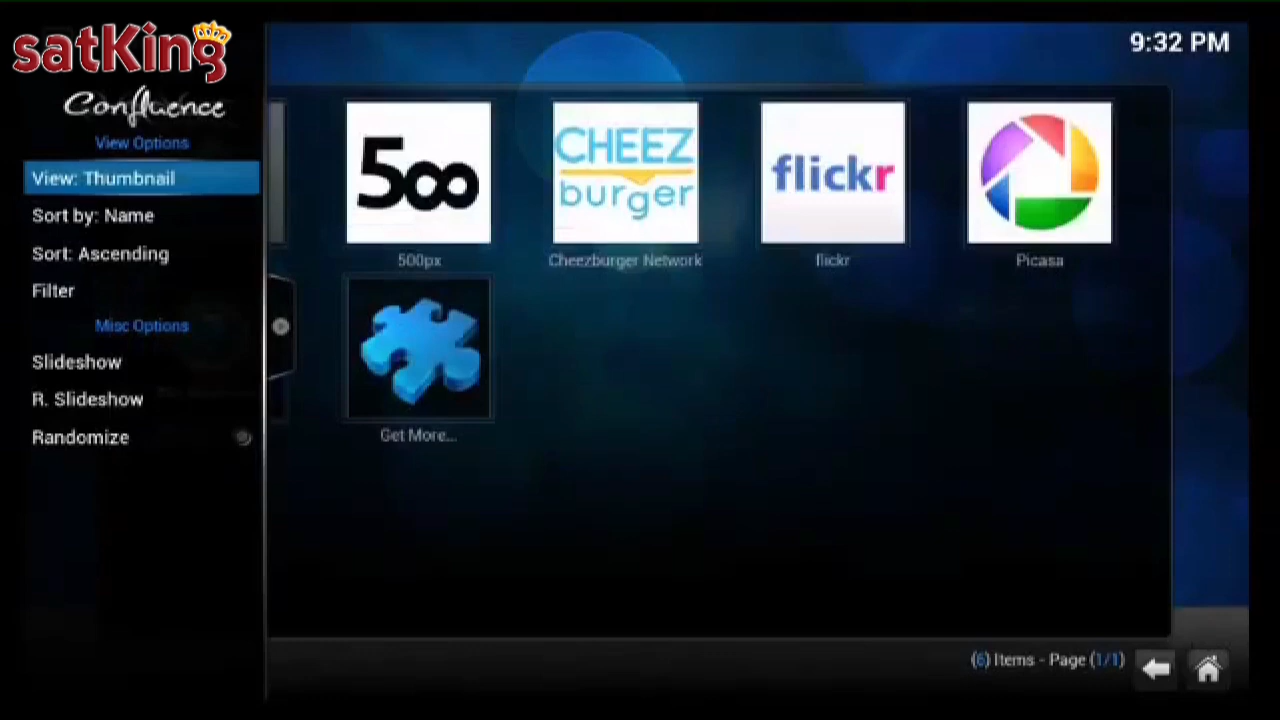 satKing
Confluence
View Options
View: Thumbnail
Sort by: Name
Sort: Ascending
Filter
Misc Options
Slideshow
R. Slideshow
Randomize
9:32 PM
500
CHEEZ
burger
flickr
500px
Cheezburger Network
flickr
Picasa
Get More...
(6) Items - Page (1/1)